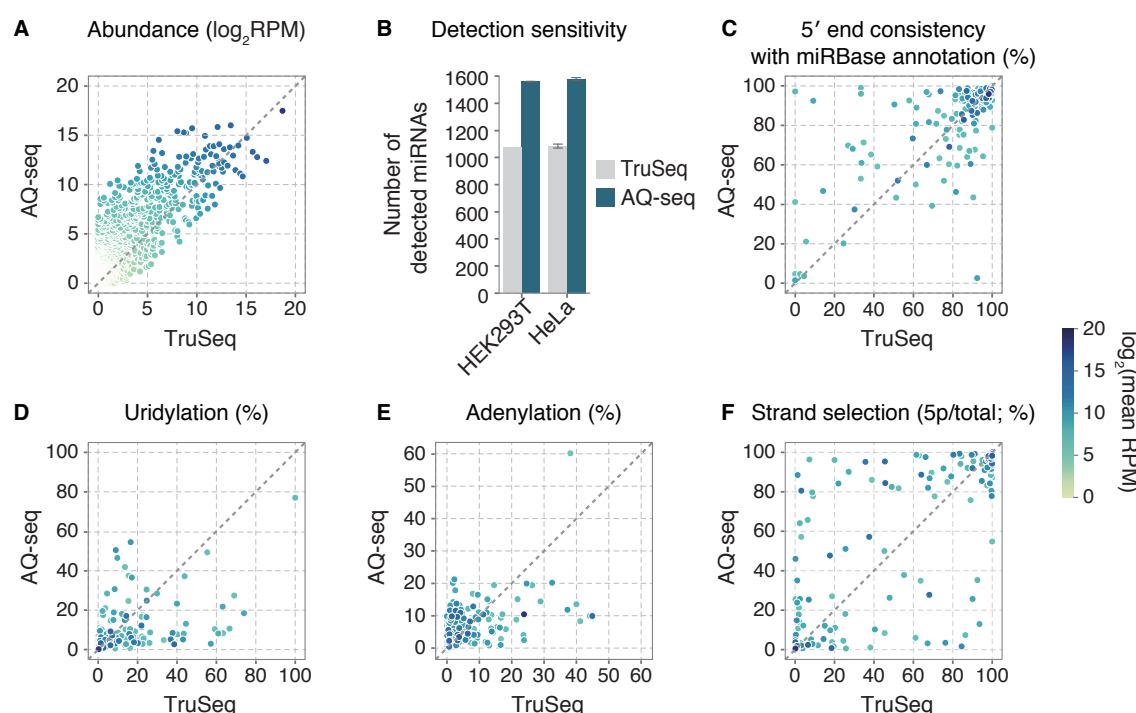 A Abundance (log2RPM)
20
15
10
5
0
AQ-seq
0 5 10 15 20
TruSeq
B Detection sensitivity
1600
1400
1200
1000
800
600
400
200
0
Number of
detected miRNAs
HEK293T
HeLa
TruSeq
AQ-seq
C 5′ end consistency
with miRBase annotation (%)
100
80
60
40
20
0
AQ-seq
0 20 40 60 80 100
TruSeq
20
15
10
5
0
log2(mean RPM)
D Uridylation (%)
100
80
60
40
20
0
AQ-seq
0 20 40 60 80 100
TruSeq
E Adenylation (%)
60
50
40
30
20
10
0
AQ-seq
0 10 20 30 40 50 60
TruSeq
F Strand selection (5p/total; %)
100
80
60
40
20
0
AQ-seq
0 20 40 60 80 100
TruSeq